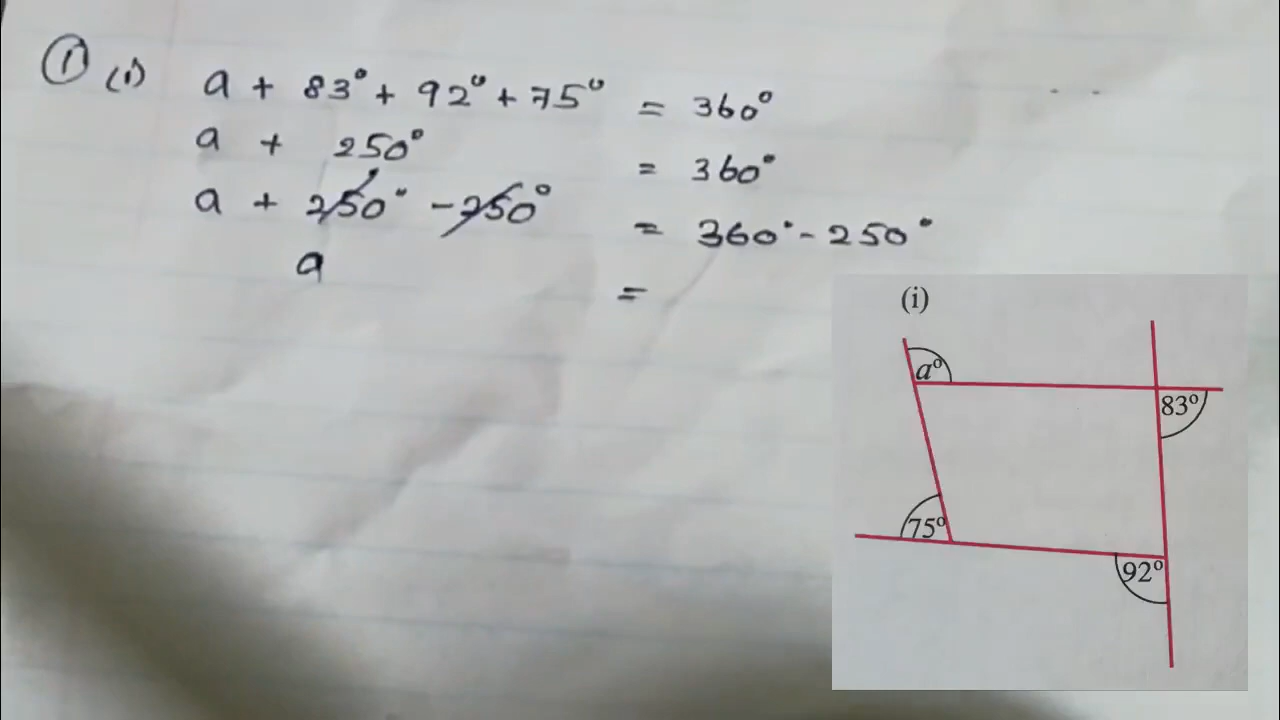 ① (i) a + 83° + 92° + 75° = 360°
a + 250° = 360°
a + 250° - 250° = 360° - 250°
a =
(i)
a°
83°
75°
92°